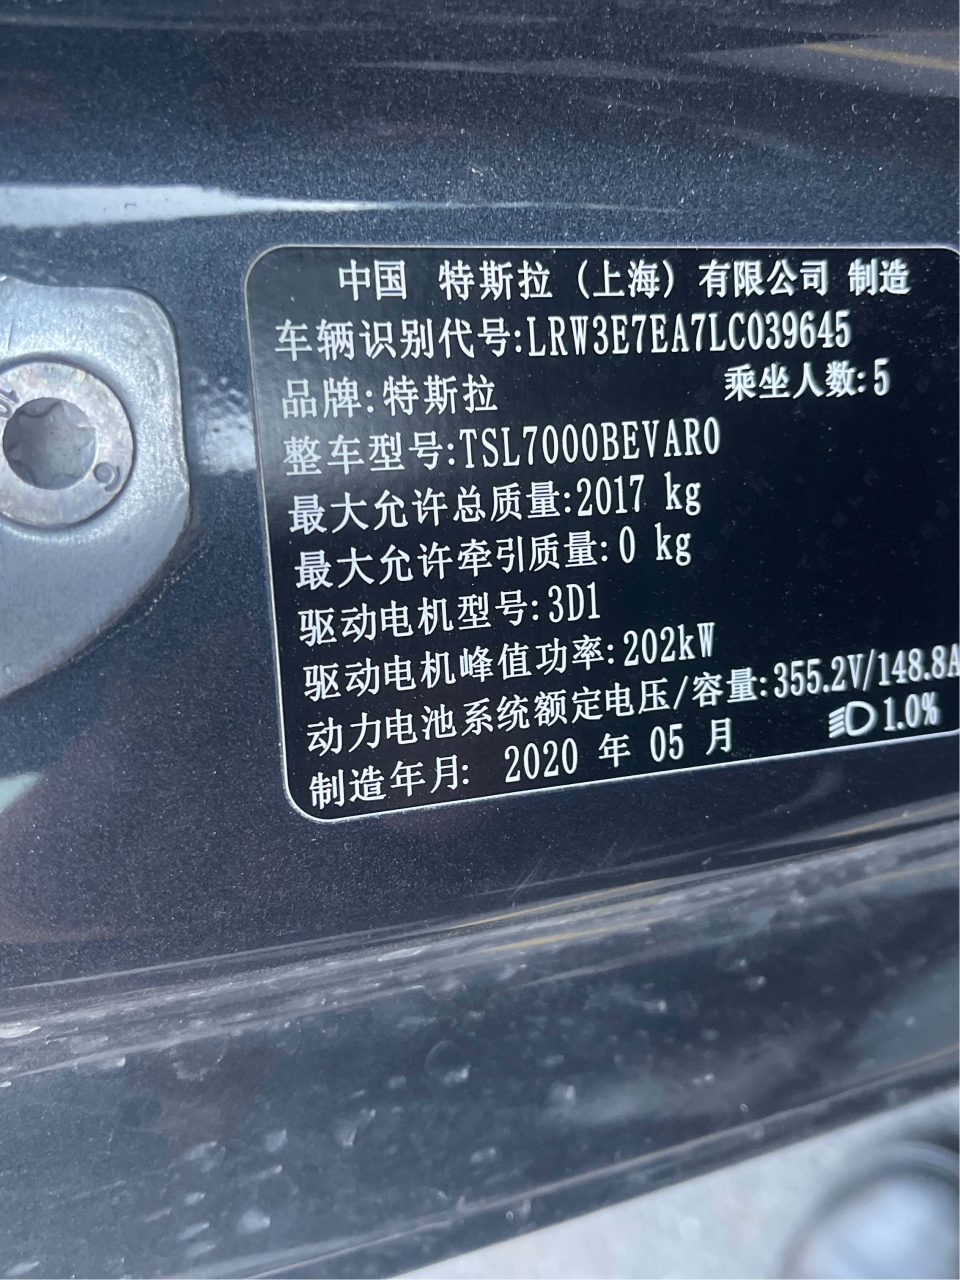 中国 特斯拉（上海）有限公司 制造
车辆识别代号:LRW3E7EA7LC039645
品牌:特斯拉 乘坐人数:5
整车型号:TSL7000BEVAR0
最大允许总质量:2017 kg
最大允许牵引质量:0 kg
驱动电机型号:3D1
驱动电机峰值功率:202kW
动力电池系统额定电压/容量:355.2V/148.8A
制造年月: 2020 年 05 月 1.0%
10
9